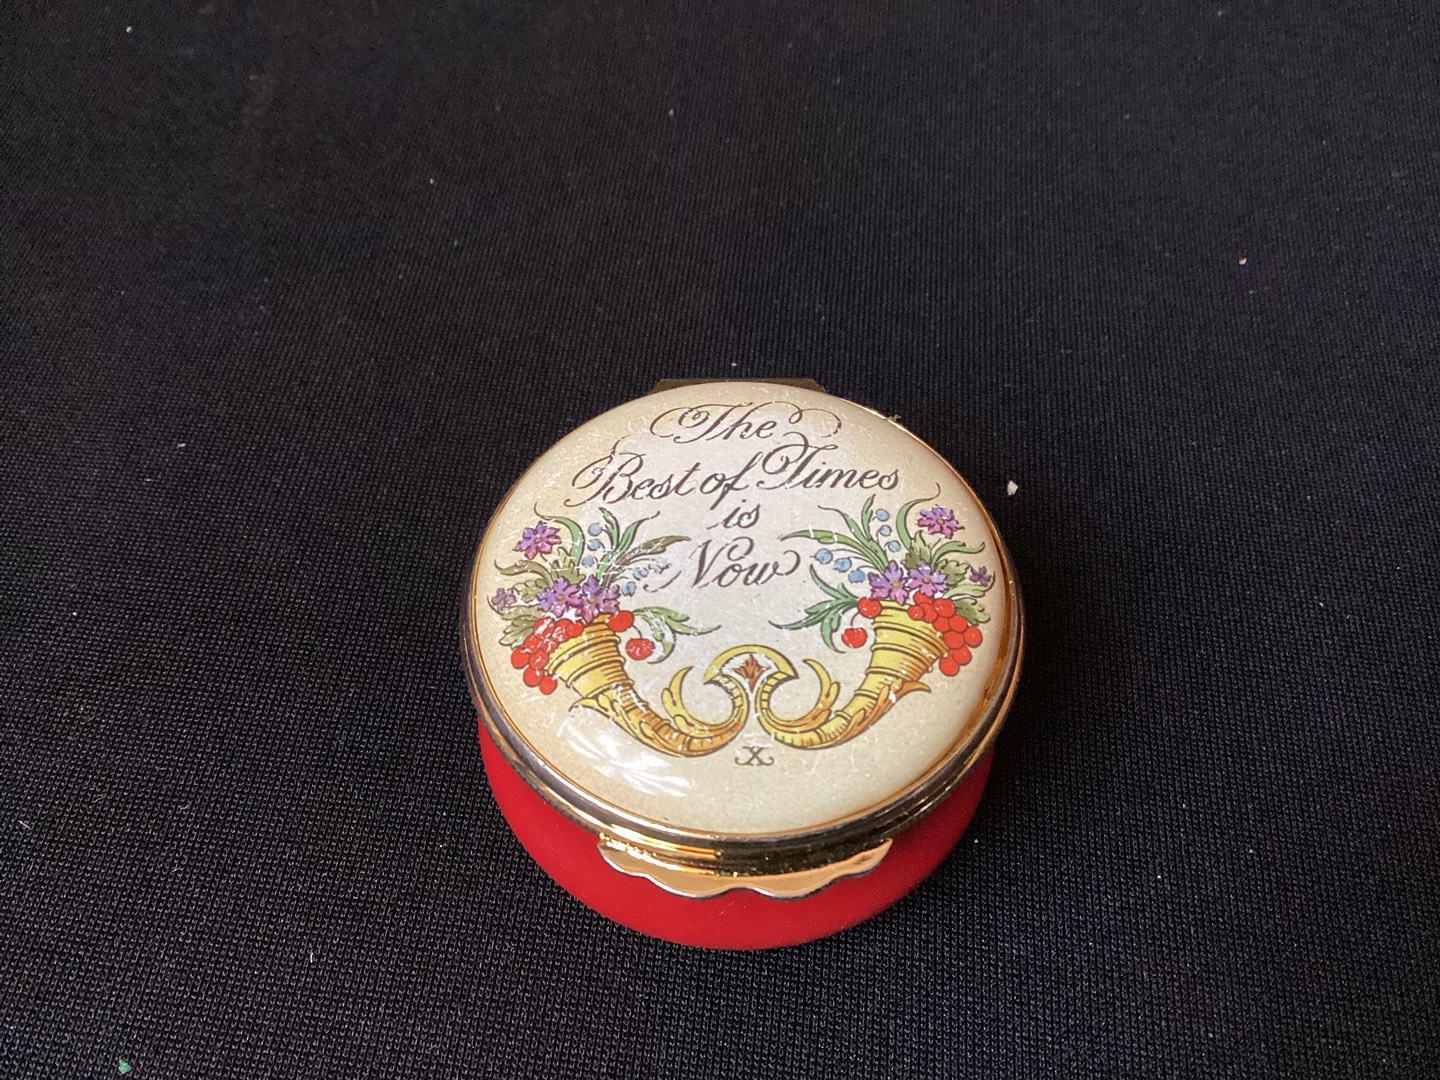 The
Best of Times
is
Now
X